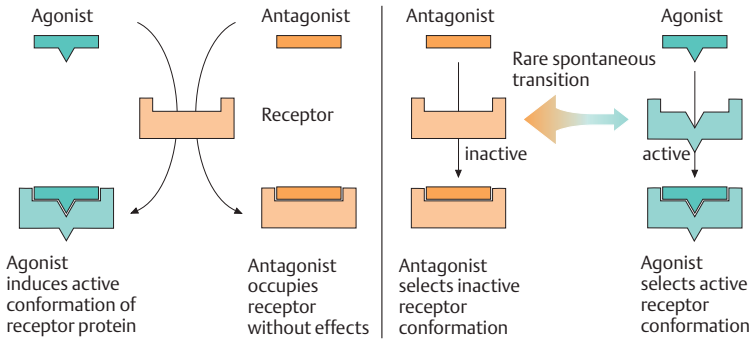 Agonist
Antagonist
Receptor
Agonist
induces active
conformation of
receptor protein
Antagonist
occupies
receptor
without effects
Antagonist
Agonist
Rare spontaneous
transition
inactive
active
Antagonist
selects inactive
receptor
conformation
Agonist
selects active
receptor
conformation